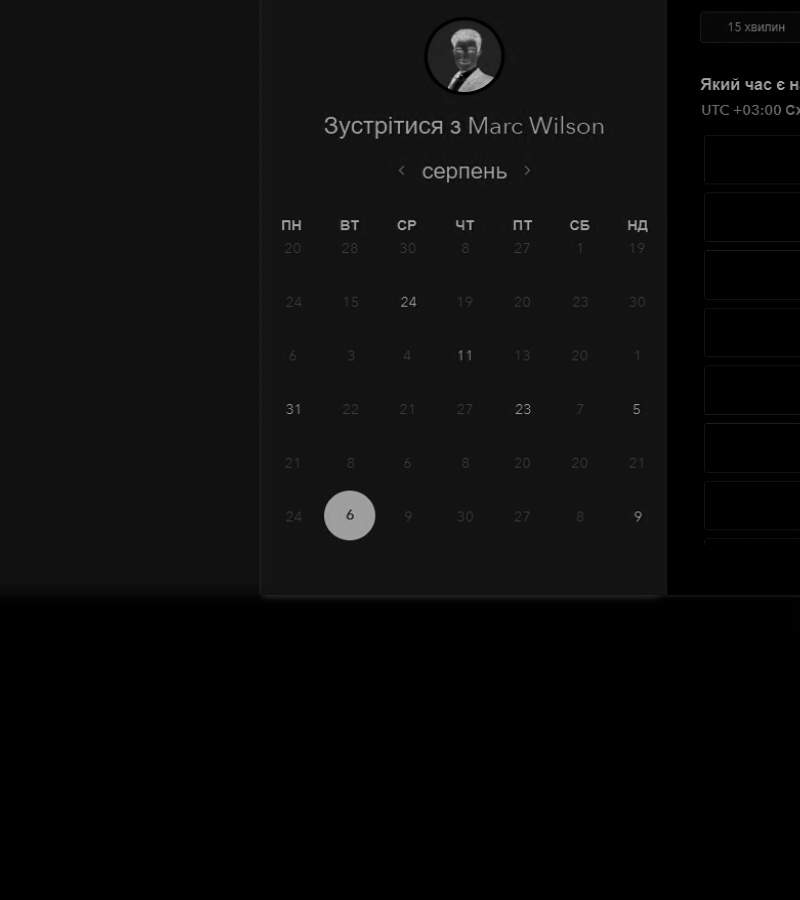 Зустрітися з Marc Wilson
серпень
ПН ВТ СР ЧТ ПТ СБ НД
20 28 30 8 27 1 19
24 15 24 19 20 23 30
6 3 4 11 13 20 1
31 22 21 27 23 7 5
21 8 6 8 20 20 21
24 6 9 30 27 8 9
15 хвилин
Який час є
UTC +03:00